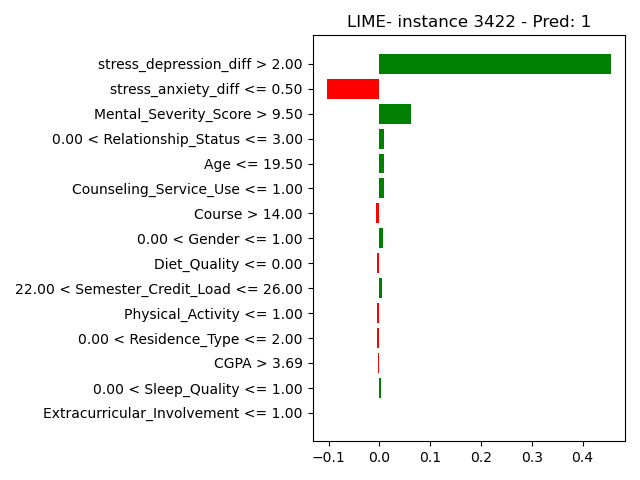 LIME- instance 3422 - Pred: 1
stress_depression_diff > 2.00
stress_anxiety_diff <= 0.50
Mental_Severity_Score > 9.50
0.00 < Relationship_Status <= 3.00
Age <= 19.50
Counseling_Service_Use <= 1.00
Course > 14.00
0.00 < Gender <= 1.00
Diet_Quality <= 0.00
22.00 < Semester_Credit_Load <= 26.00
Physical_Activity <= 1.00
0.00 < Residence_Type <= 2.00
CGPA > 3.69
0.00 < Sleep_Quality <= 1.00
Extracurricular_Involvement <= 1.00
−0.1 0.0 0.1 0.2 0.3 0.4